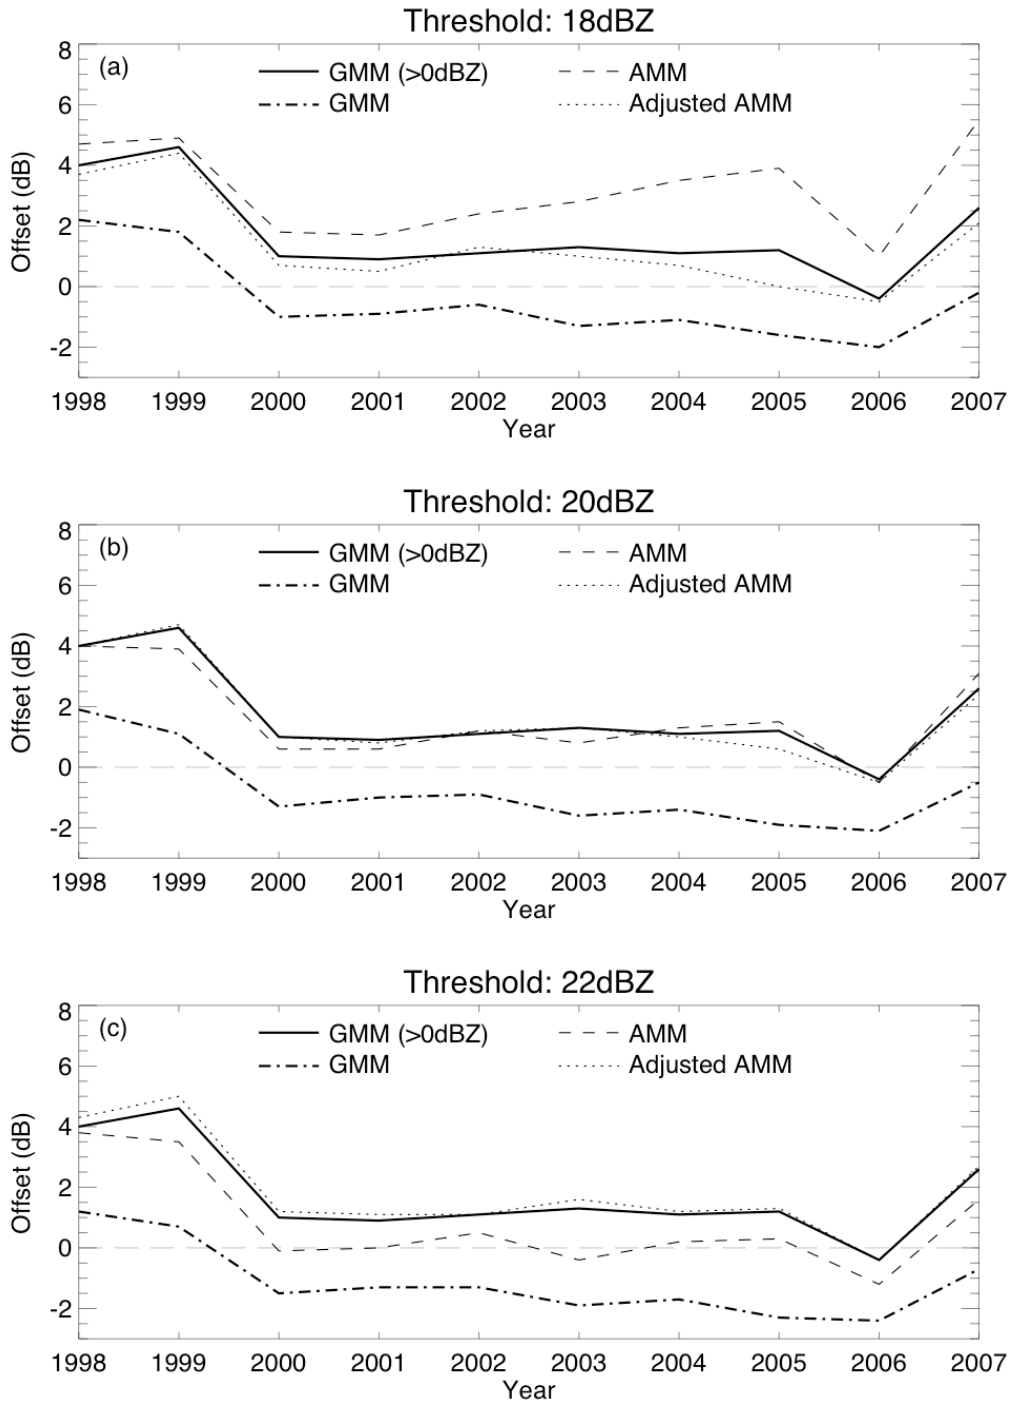 Threshold: 18dBZ
(a)
GMM (>0dBZ)
AMM
GMM
Adjusted AMM
8
6
4
2
0
-2
Offset (dB)
1998 1999 2000 2001 2002 2003 2004 2005 2006 2007
Year
Threshold: 20dBZ
(b)
GMM (>0dBZ)
AMM
GMM
Adjusted AMM
8
6
4
2
0
-2
Offset (dB)
1998 1999 2000 2001 2002 2003 2004 2005 2006 2007
Year
Threshold: 22dBZ
(c)
GMM (>0dBZ)
AMM
GMM
Adjusted AMM
8
6
4
2
0
-2
Offset (dB)
1998 1999 2000 2001 2002 2003 2004 2005 2006 2007
Year